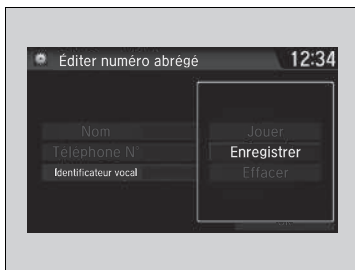 Éditer numéro abrégé
12:34
Nom
Téléphone N°
Identificateur vocal
Jouer
Enregistrer
Effacer